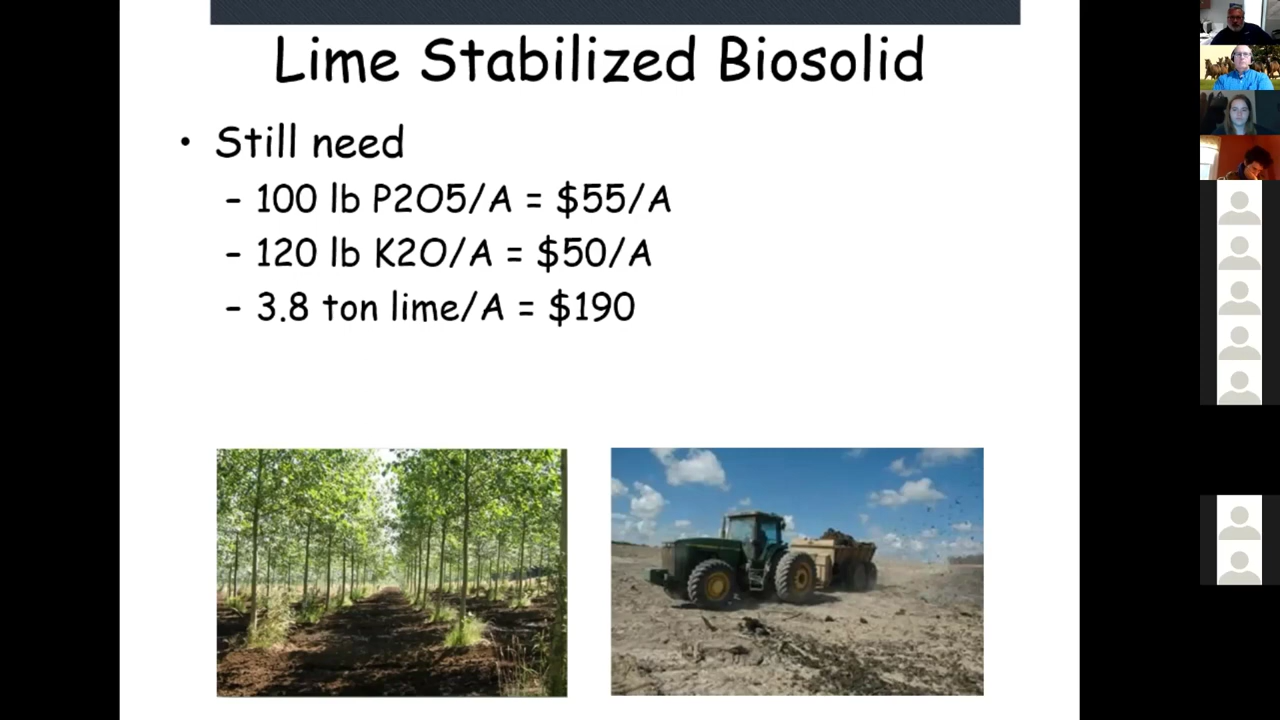 Lime Stabilized Biosolid
• Still need
– 100 lb P2O5/A = $55/A
– 120 lb K2O/A = $50/A
– 3.8 ton lime/A = $190